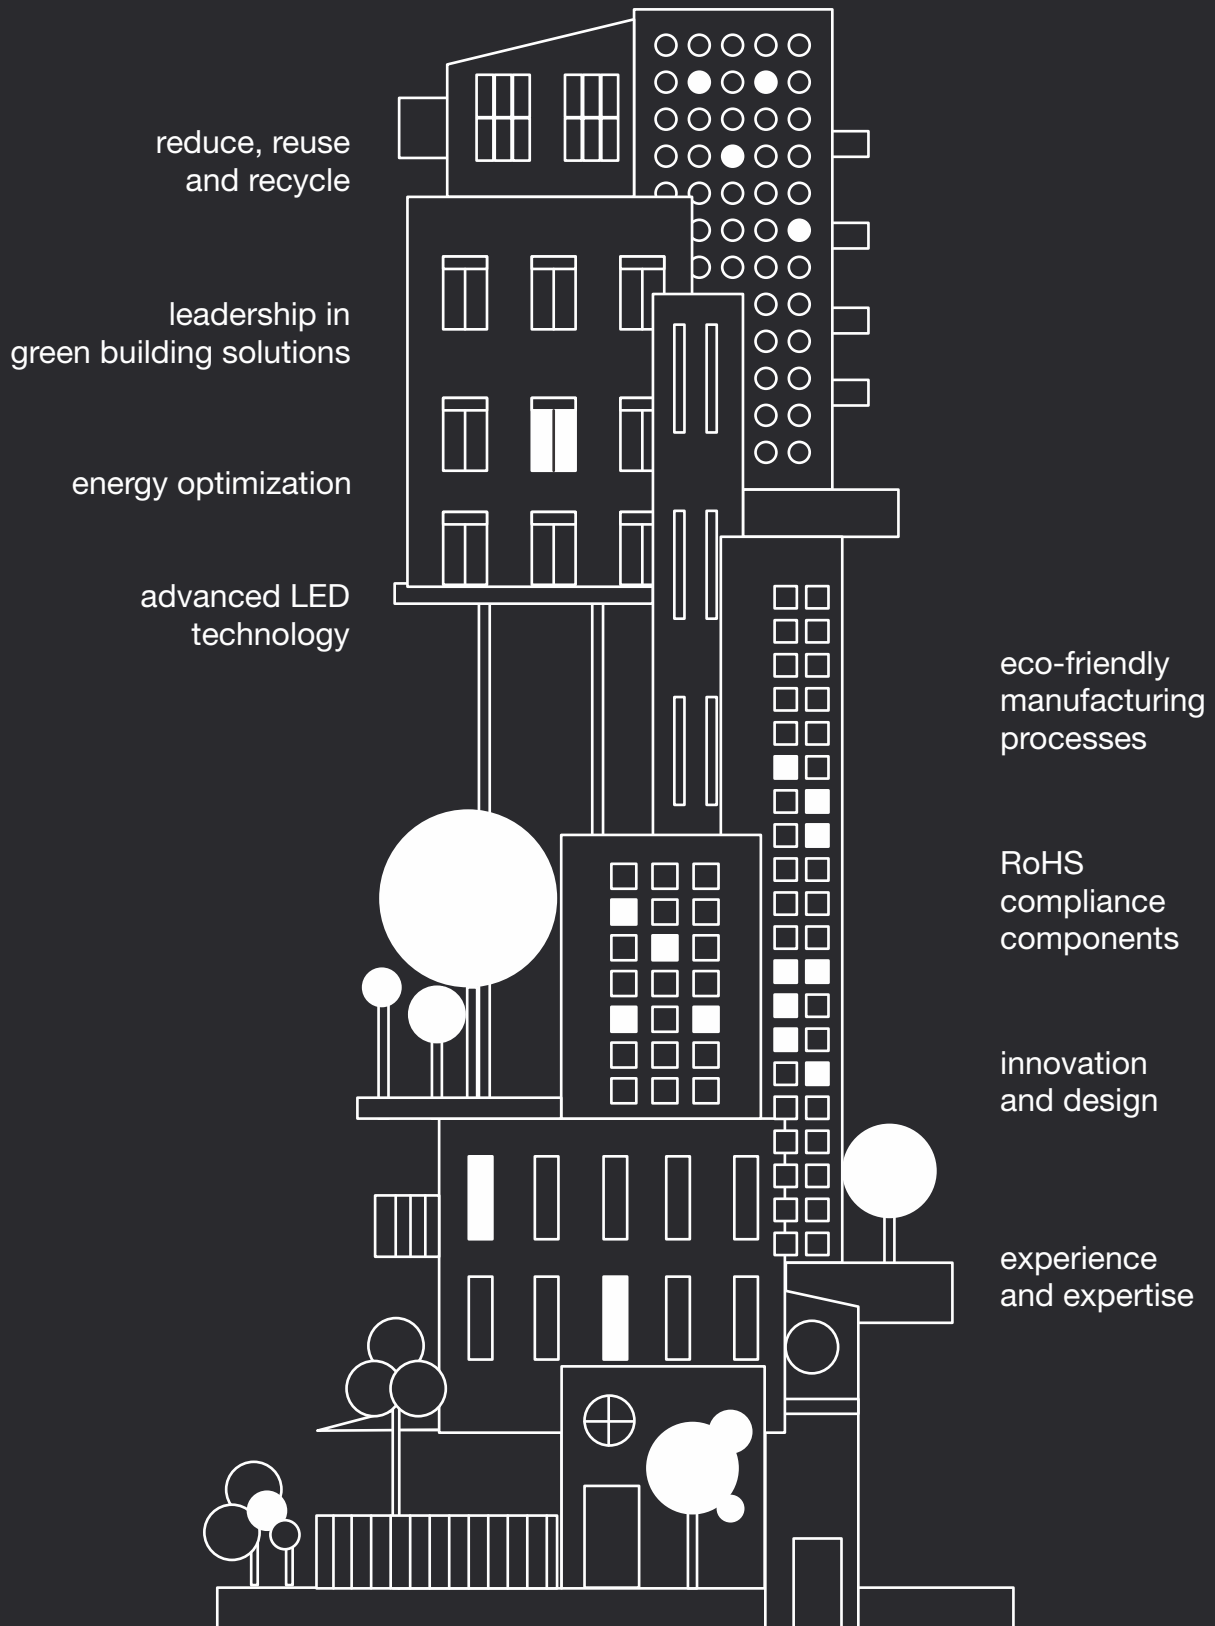 reduce, reuse
and recycle
leadership in
green building solutions
energy optimization
advanced LED
technology
eco-friendly
manufacturing
processes
RoHS
compliance
components
innovation
and design
experience
and expertise